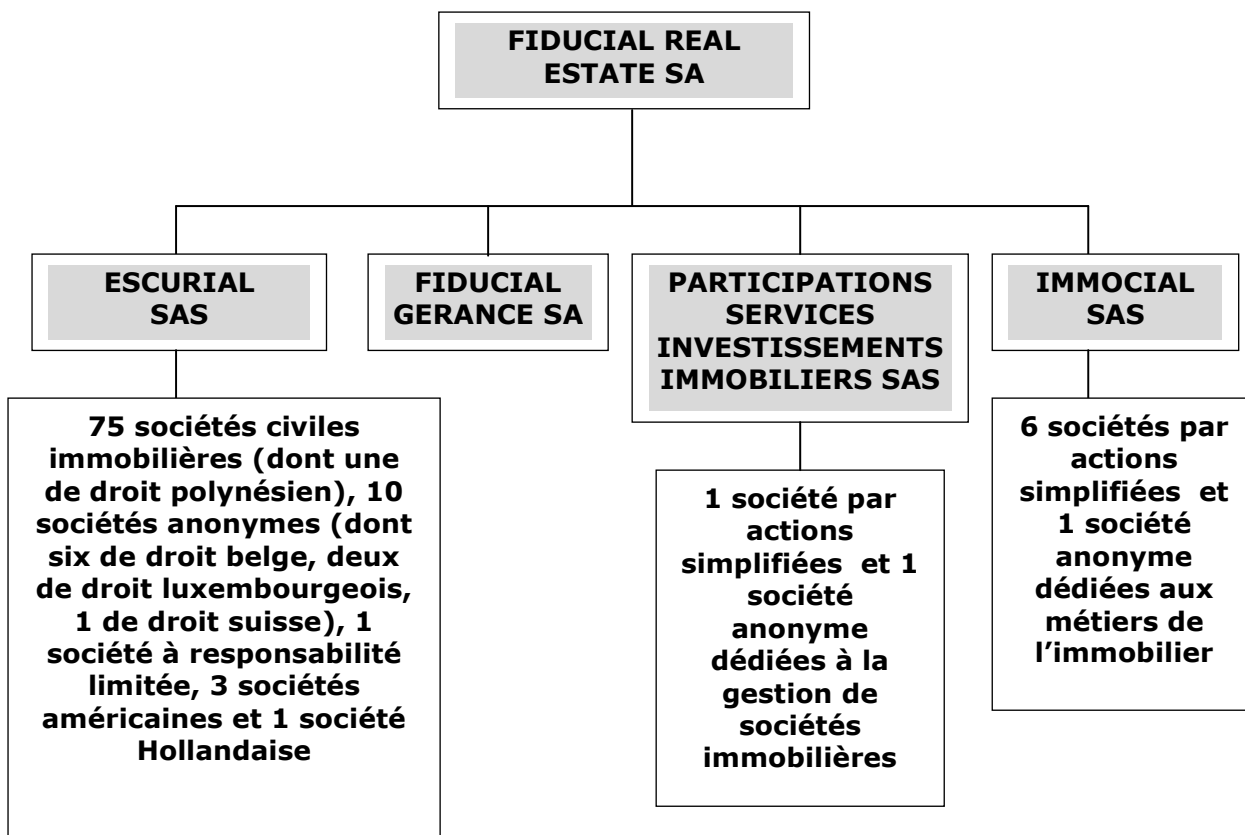 FIDUCIAL REAL
ESTATE SA
ESCURIAL
SAS
FIDUCIAL
GERANCE SA
PARTICIPATIONS
SERVICES
INVESTISSEMENTS
IMMOBILIERS SAS
IMMOCIAL
SAS
75 sociétés civiles
immobilières (dont une
de droit polynésien), 10
sociétés anonymes (dont
six de droit belge, deux
de droit luxembourgeois,
1 de droit suisse), 1
société à responsabilité
limitée, 3 sociétés
américaines et 1 société
Hollandaise
1 société par
actions
simplifiées et 1
société
anonyme
dédiées à la
gestion de
sociétés
immobilières
6 sociétés par
actions
simplifiées et
1 société
anonyme
dédiées aux
métiers de
l’immobilier